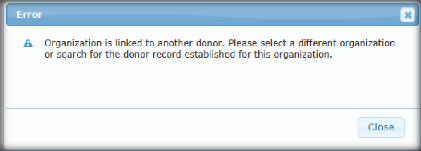 Error
Organization is linked to another donor. Please select a different organization
or search for the donor record established for this organization.
Close